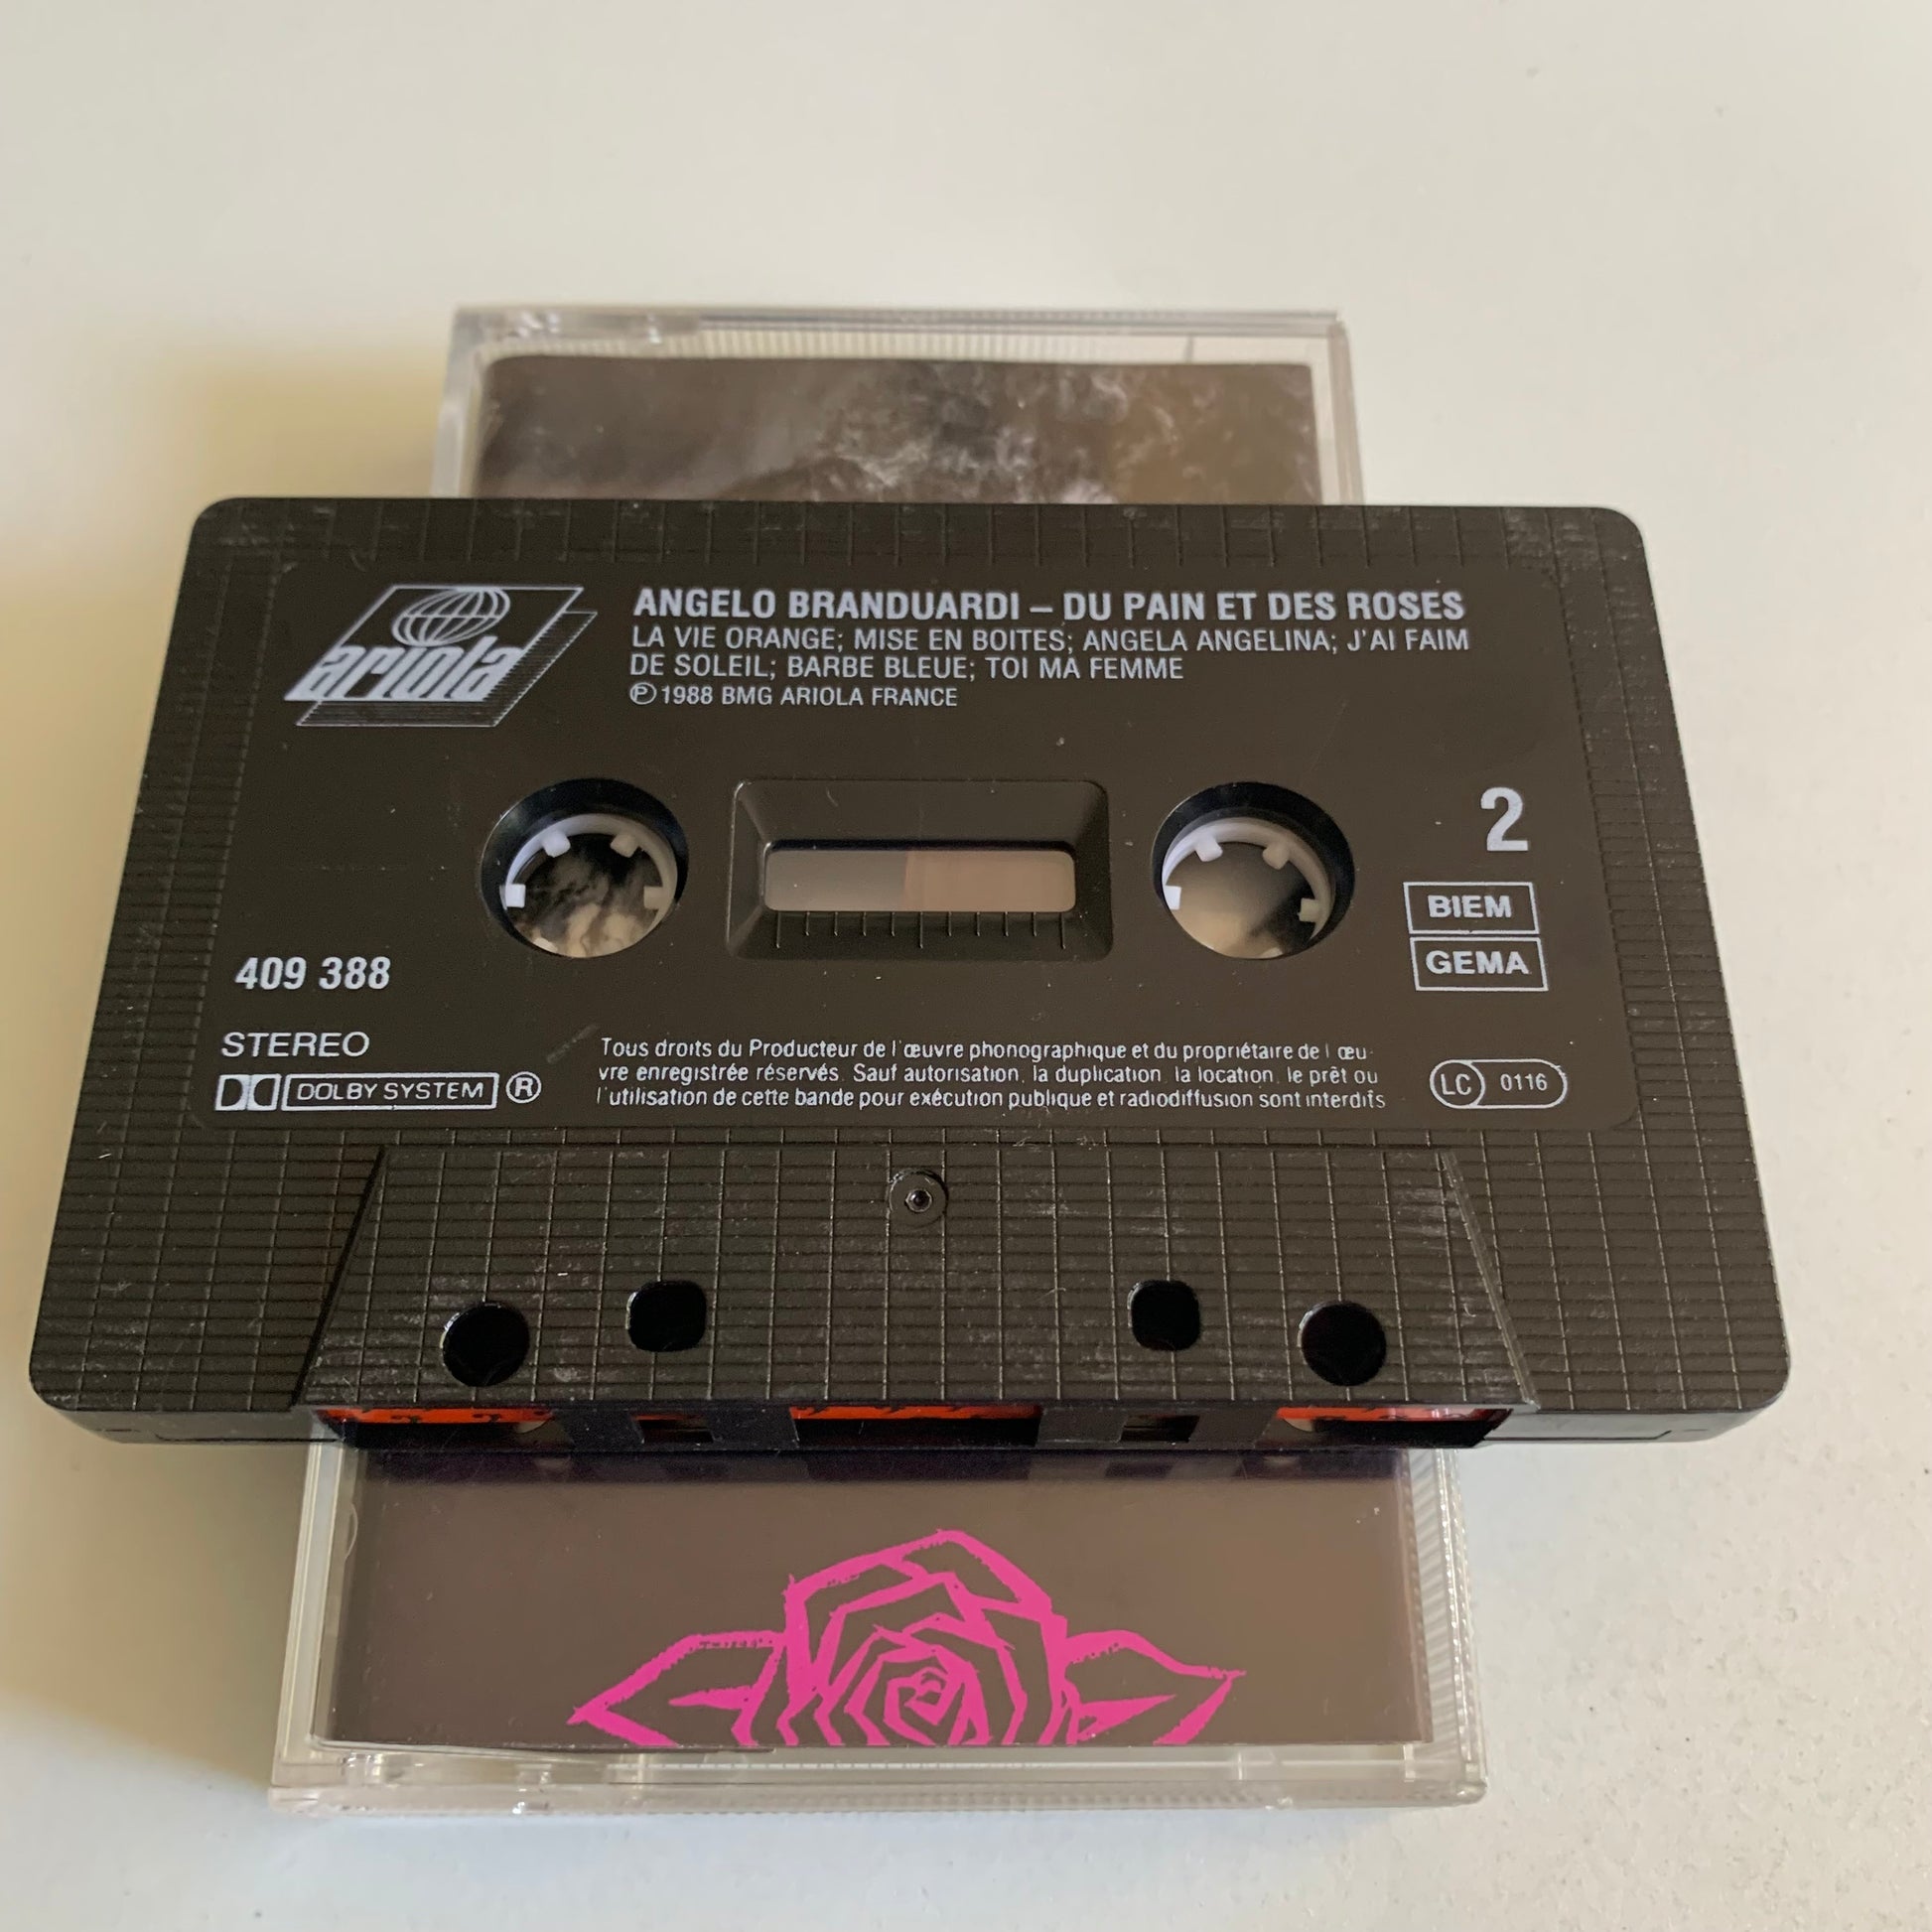 ariola
ANGELO BRANDUARDI – DU PAIN ET DES ROSES
LA VIE ORANGE; MISE EN BOITES; ANGELA ANGELINA; J'AI FAIM
DE SOLEIL; BARBE BLEUE; TOI MA FEMME
Ⓟ 1988 BMG ARIOLA FRANCE
2
BIEM
GEMA
409 388
STEREO
DOLBY SYSTEM ®
Tous droits du Producteur de l'œuvre phonographique et du propriétaire de l œu-
vre enregistrée réservés. Sauf autorisation, la duplication, la location, le prêt ou
l'utilisation de cette bande pour exécution publique et radiodiffusion sont interdits
LC 0116